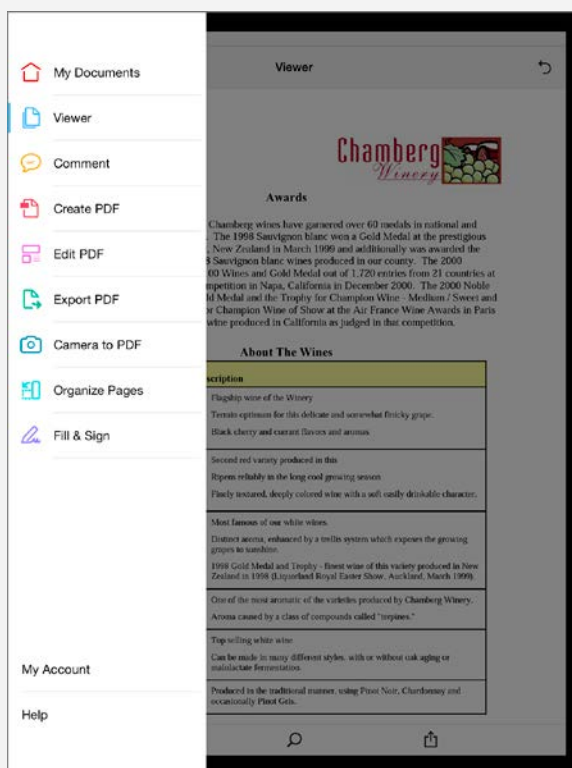 My Documents
Viewer
Comment
Create PDF
Edit PDF
Export PDF
Camera to PDF
Organize Pages
Fill & Sign
My Account
Help
Viewer
Chamberg
Winery
Awards
Chamberg wines have garnered over 60 medals in national and
. The 1998 Sauvignon blanc won a Gold Medal at the prestigious
, New Zealand in March 1999 and additionally was awarded the
Sauvignon blanc wines produced in our county. The 2000
00 Wines and Gold Medal out of 1,720 entries from 21 countries at
mpetition in Napa, California in December 2000. The 2000 Noble
ld Medal and the Trophy for Champion Wine - Medium / Sweet and
or Champion Wine of Show at the Air France Wine Awards in Paris
wine produced in California as judged in that competition.
About The Wines
scription
Flagship wine of the Winery
Terrain optimum for this delicate and somewhat finicky grape.
Black cherry and currant flavors and aromas
Second red variety produced in this
Ripens reliably in the long cool growing season
Finely textured, deeply colored wine with a soft easily drinkable character.
Most famous of our white wines.
Distinct aroma, enhanced by a trellis system which exposes the growing
grapes to sunshine.
1998 Gold Medal and Trophy - finest wine of this variety produced in New
Zealand in 1998 (Liquorland Royal Easter Show, Auckland, March 1999).
One of the most aromatic of the varieties produced by Chamberg Winery.
Aroma caused by a class of compounds called "terpines."
Top selling white wine
Can be made in many different styles, with or without oak aging or
malolactate fermentation.
Produced in the traditional manner, using Pinot Noir, Chardonnay and
occasionally Pinot Gris.